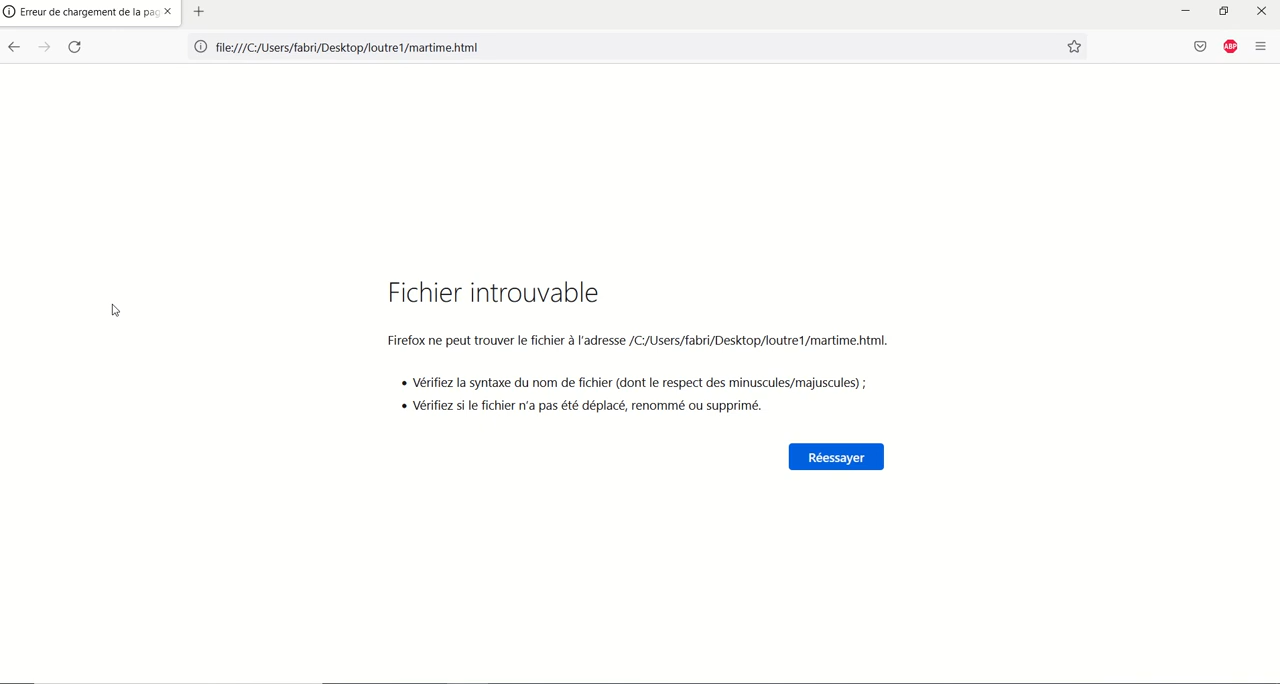 Erreur de chargement de la pag
file:///C:/Users/fabri/Desktop/loutre1/martime.html
ABP
Fichier introuvable
Firefox ne peut trouver le fichier à l’adresse /C:/Users/fabri/Desktop/loutre1/martime.html.
• Vérifiez la syntaxe du nom de fichier (dont le respect des minuscules/majuscules) ;
• Vérifiez si le fichier n’a pas été déplacé, renommé ou supprimé.
Réessayer